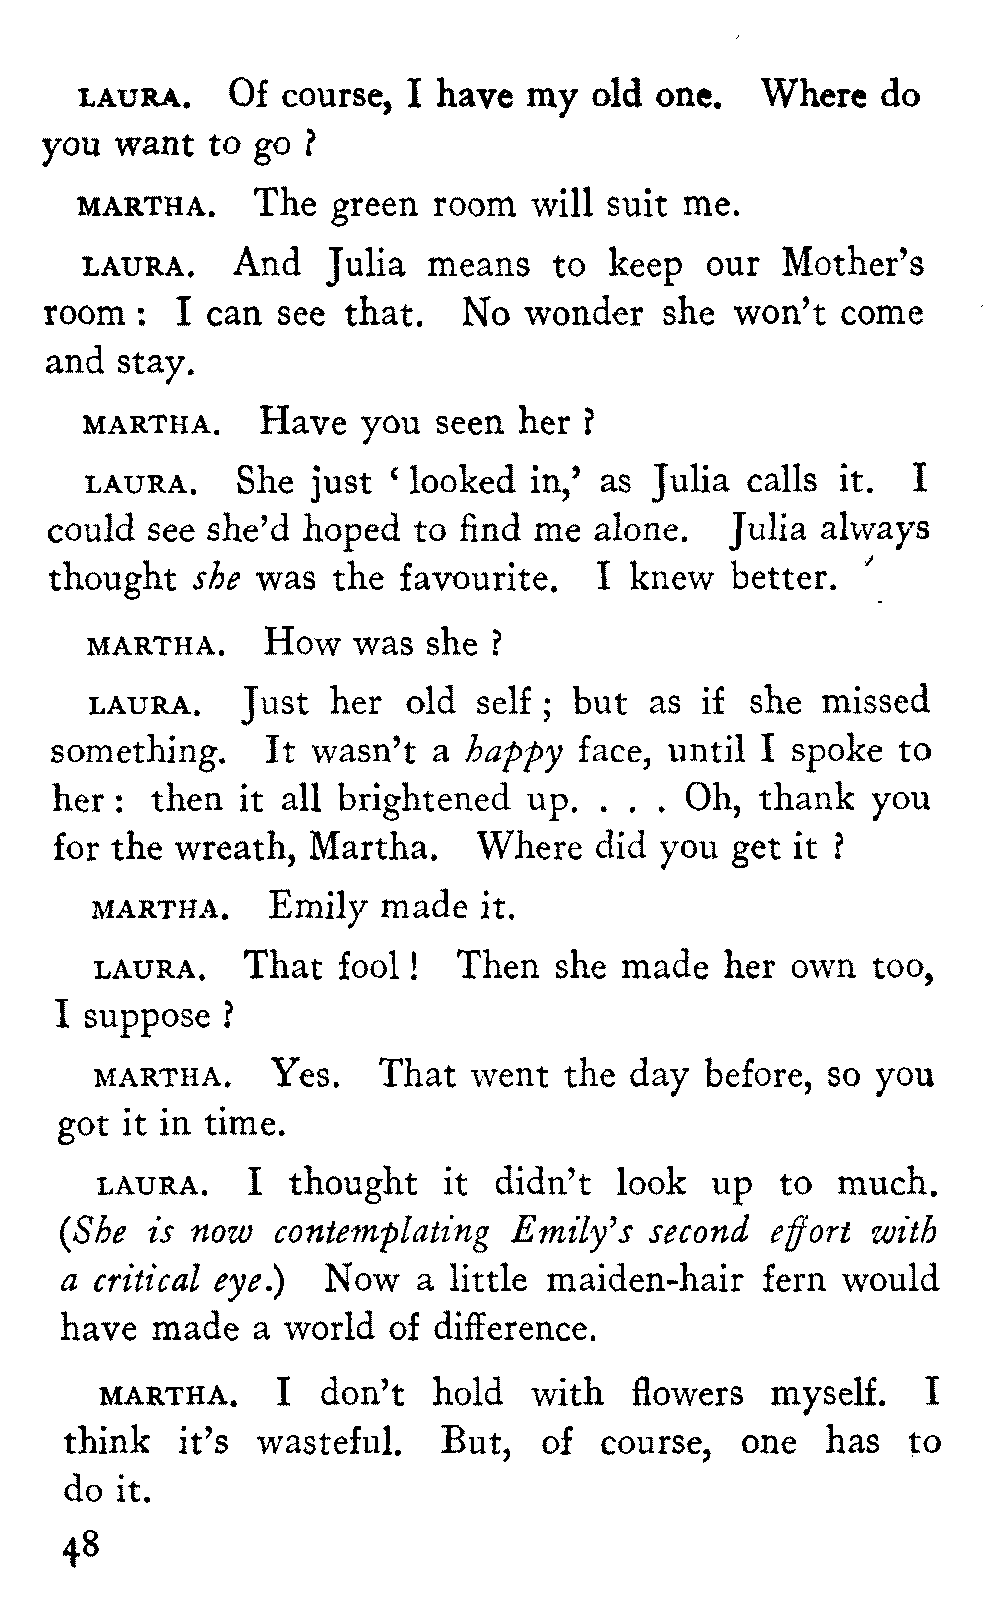 LAURA. Of course, I have my old one. Where do
you want to go ?
MARTHA. The green room will suit me.
LAURA. And Julia means to keep our Mother's
room : I can see that. No wonder she won't come
and stay.
MARTHA. Have you seen her ?
LAURA. She just ‘ looked in,’ as Julia calls it. I
could see she'd hoped to find me alone. Julia always
thought she was the favourite. I knew better.
MARTHA. How was she ?
LAURA. Just her old self ; but as if she missed
something. It wasn't a happy face, until I spoke to
her : then it all brightened up. . . . Oh, thank you
for the wreath, Martha. Where did you get it ?
MARTHA. Emily made it.
LAURA. That fool ! Then she made her own too,
I suppose ?
MARTHA. Yes. That went the day before, so you
got it in time.
LAURA. I thought it didn't look up to much.
(She is now contemplating Emily's second effort with
a critical eye.) Now a little maiden-hair fern would
have made a world of difference.
MARTHA. I don't hold with flowers myself. I
think it's wasteful. But, of course, one has to
do it.
48